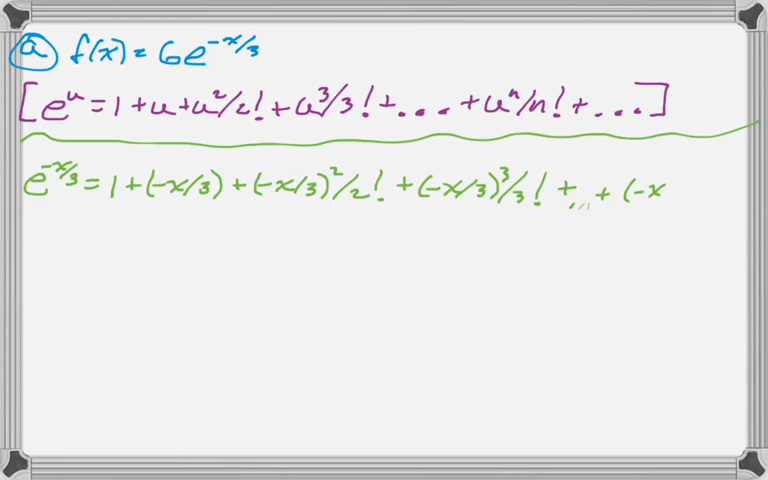 (a) f(x) = 6e^{-x/3}
[e^u = 1 + u + u^2/2! + u^3/3! + .... + u^n/n! + ....]
e^{-x/3} = 1 + (-x/3) + (-x/3)^2/2! + (-x/3)^3/3! + ... + (-x